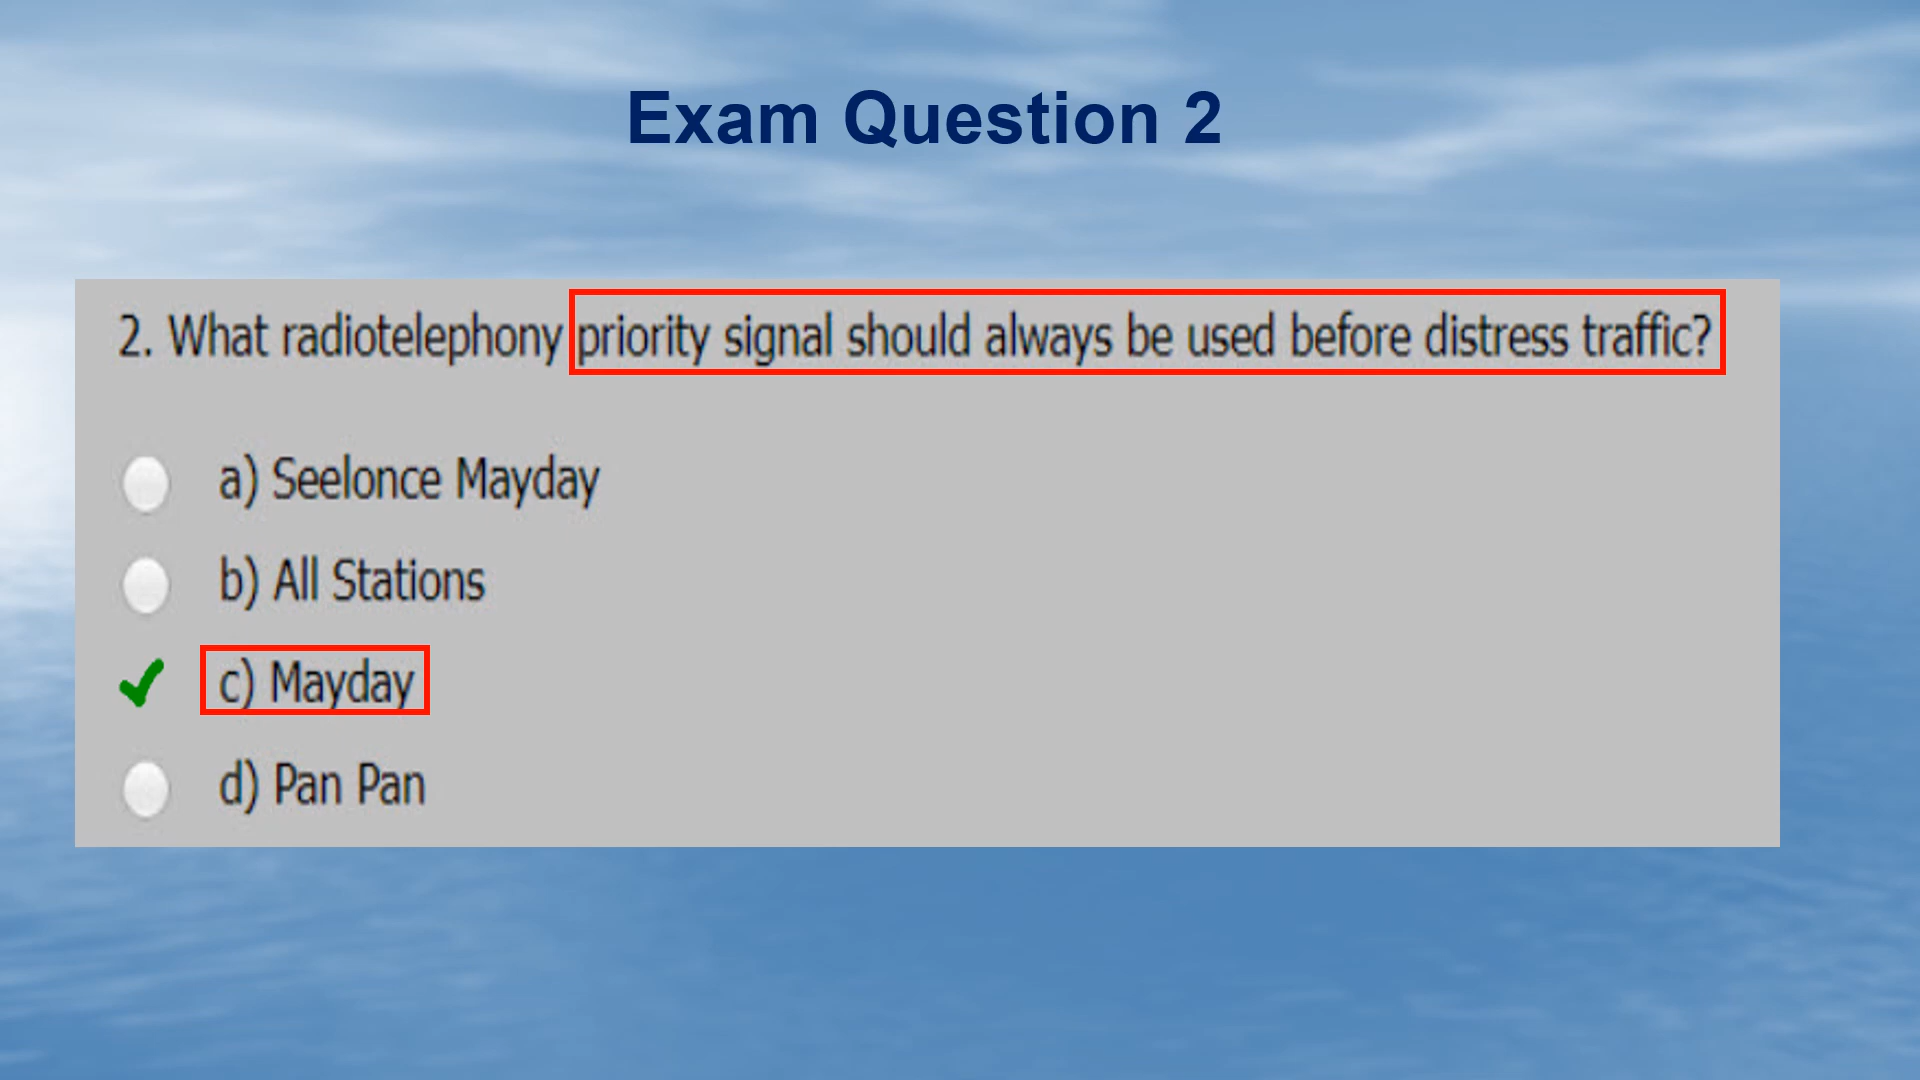 Exam Question 2
2. What radiotelephony priority signal should always be used before distress traffic?
a) Seelonce Mayday
b) All Stations
c) Mayday
d) Pan Pan